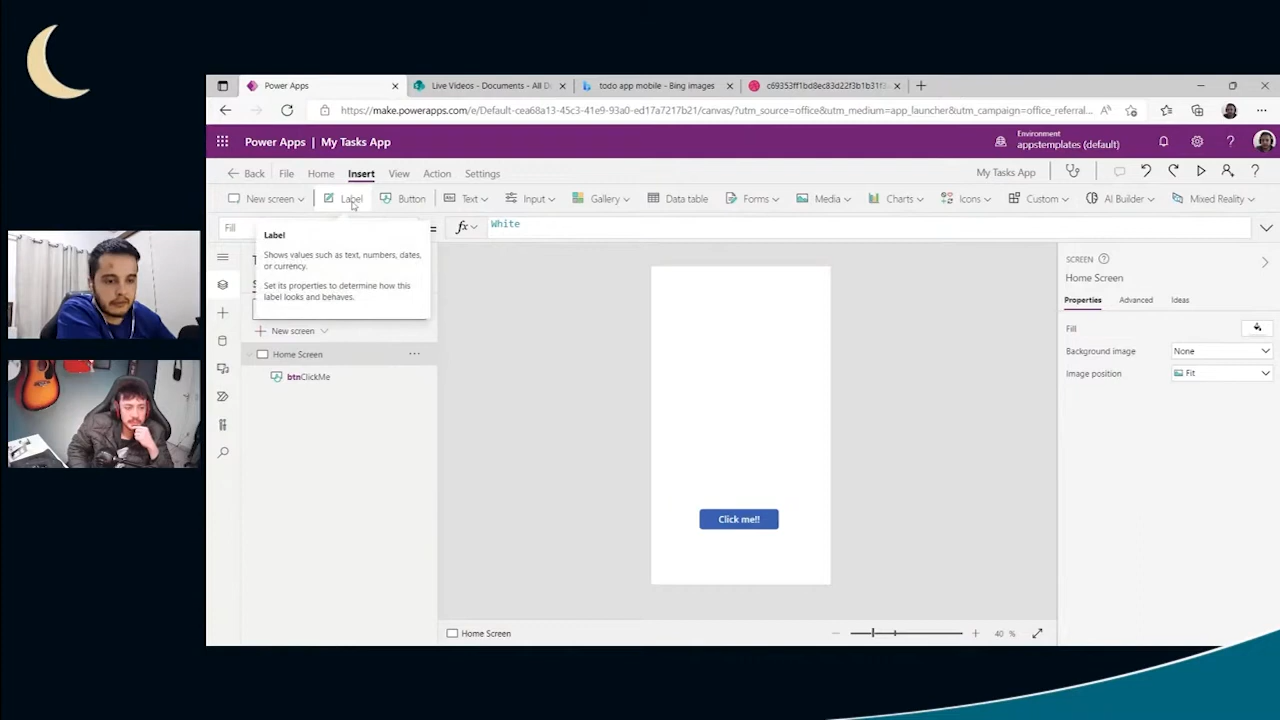 Power Apps
Live Videos - Documents - All D
todo app mobile - Bing images
c69353ff1bd8ec83d22f3b1b31f3
https://make.powerapps.com/e/Default-cea68a13-45c3-41e9-93a0-ed17a7217b21/canvas/?utm_source=office&utm_medium=app_launcher&utm_campaign=office_referral...
Power Apps | My Tasks App
Environment
appstemplates (default)
Back File Home Insert View Action Settings
My Tasks App
New screen Label Button Text Input Gallery Data table Forms Media Charts Icons Custom AI Builder Mixed Reality
Fill = fx White
Label
Shows values such as text, numbers, dates,
or currency.
Set its properties to determine how this
label looks and behaves.
New screen
Home Screen
btnClickMe
Click me!!
SCREEN
Home Screen
Properties Advanced Ideas
Fill
Background image None
Image position Fit
Home Screen
40 %